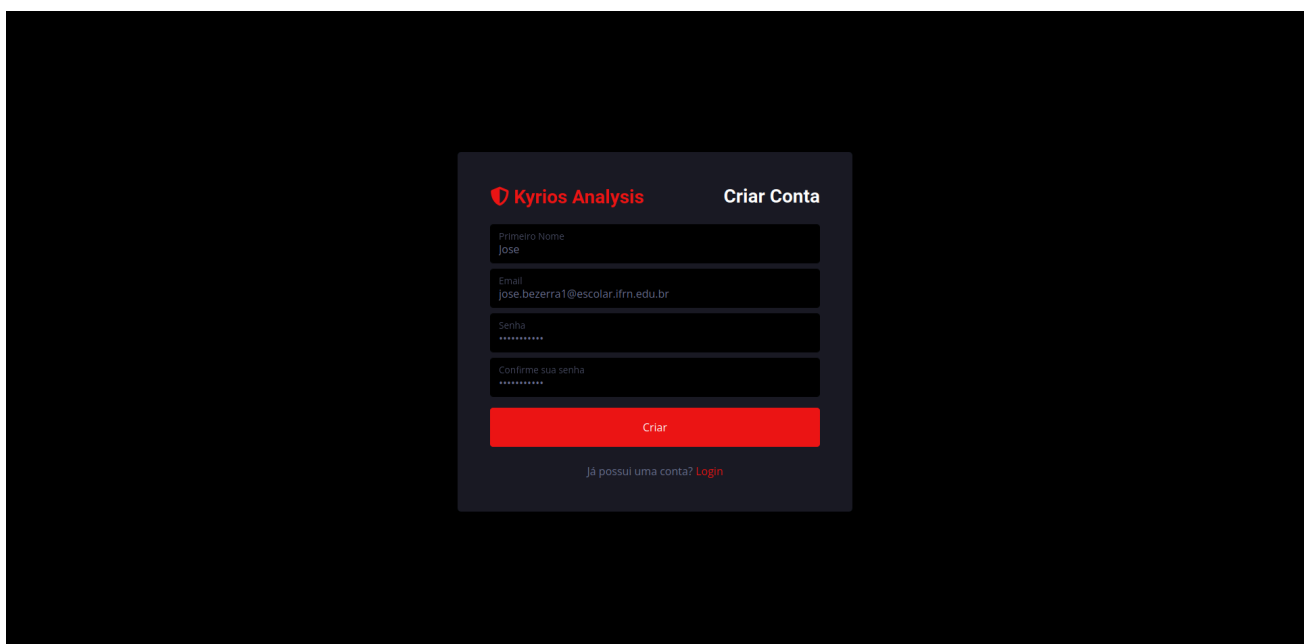 Kyrios Analysis Criar Conta
Primeiro Nome
Jose
Email
jose.bezerra1@escolar.ifrn.edu.br
Senha
•••••••••••
Confirme sua senha
•••••••••••
Criar
Já possui uma conta? Login